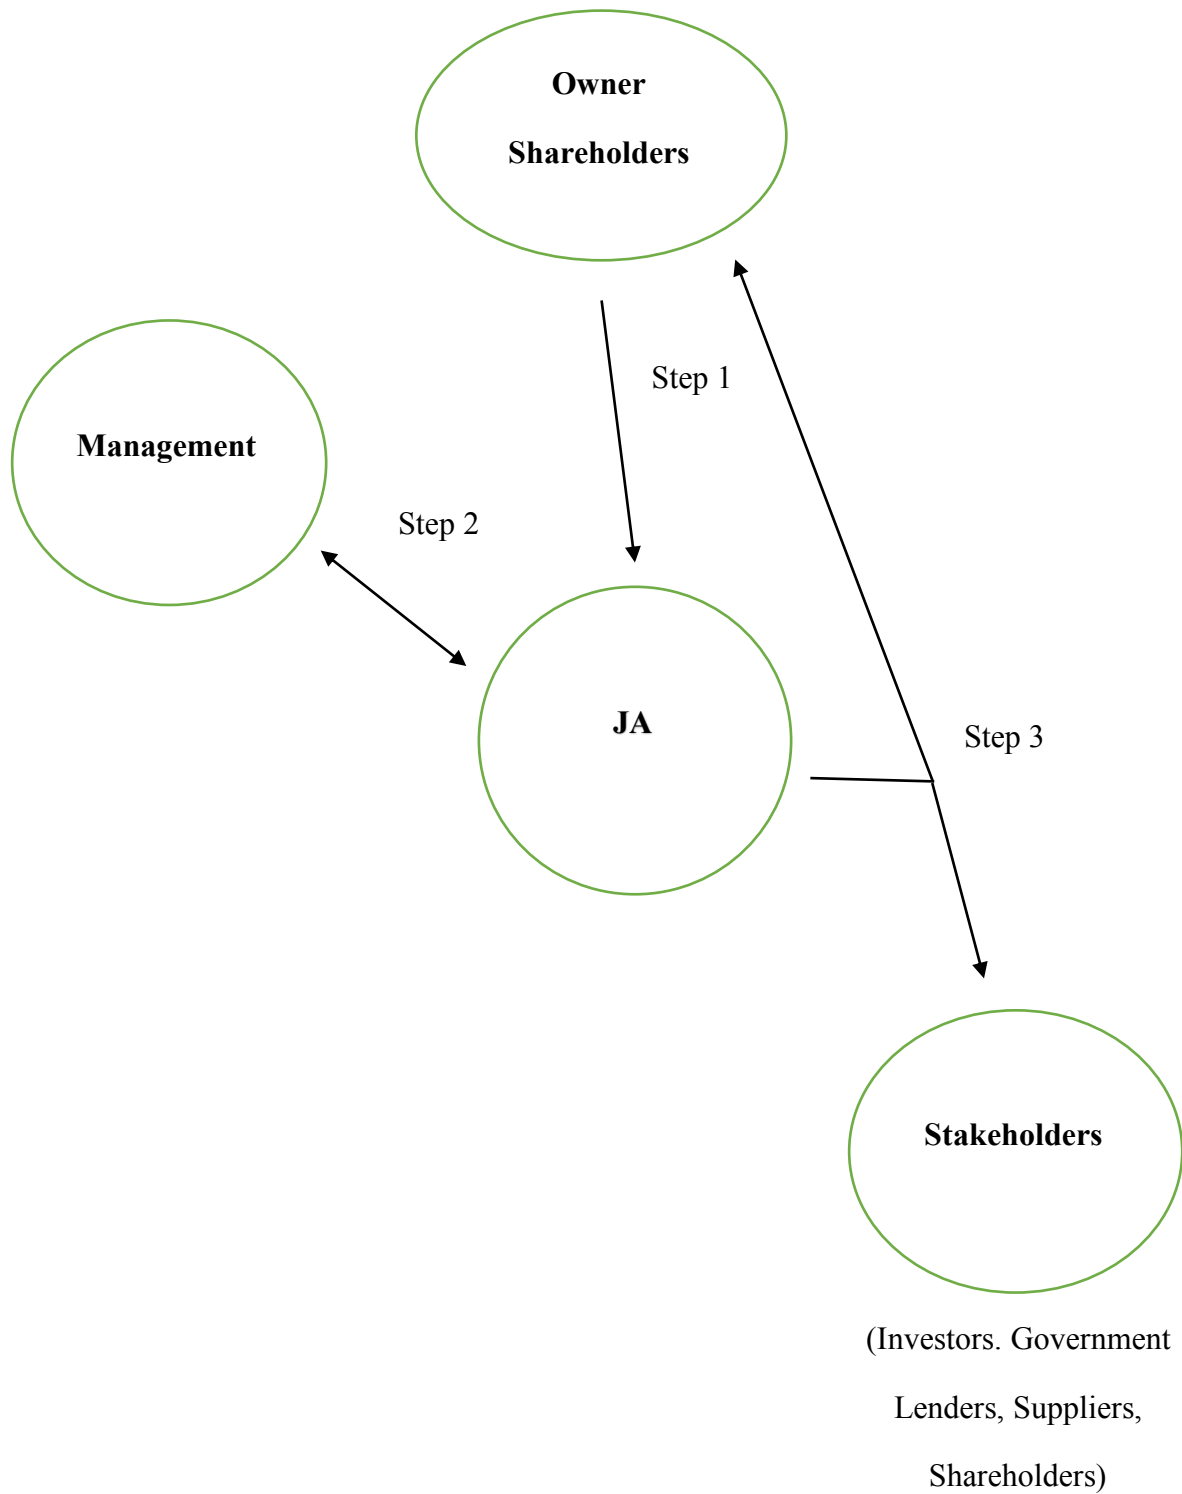 Owner
Shareholders
Step 1
Management
Step 2
JA
Step 3
Stakeholders
(Investors. Government
Lenders, Suppliers,
Shareholders)